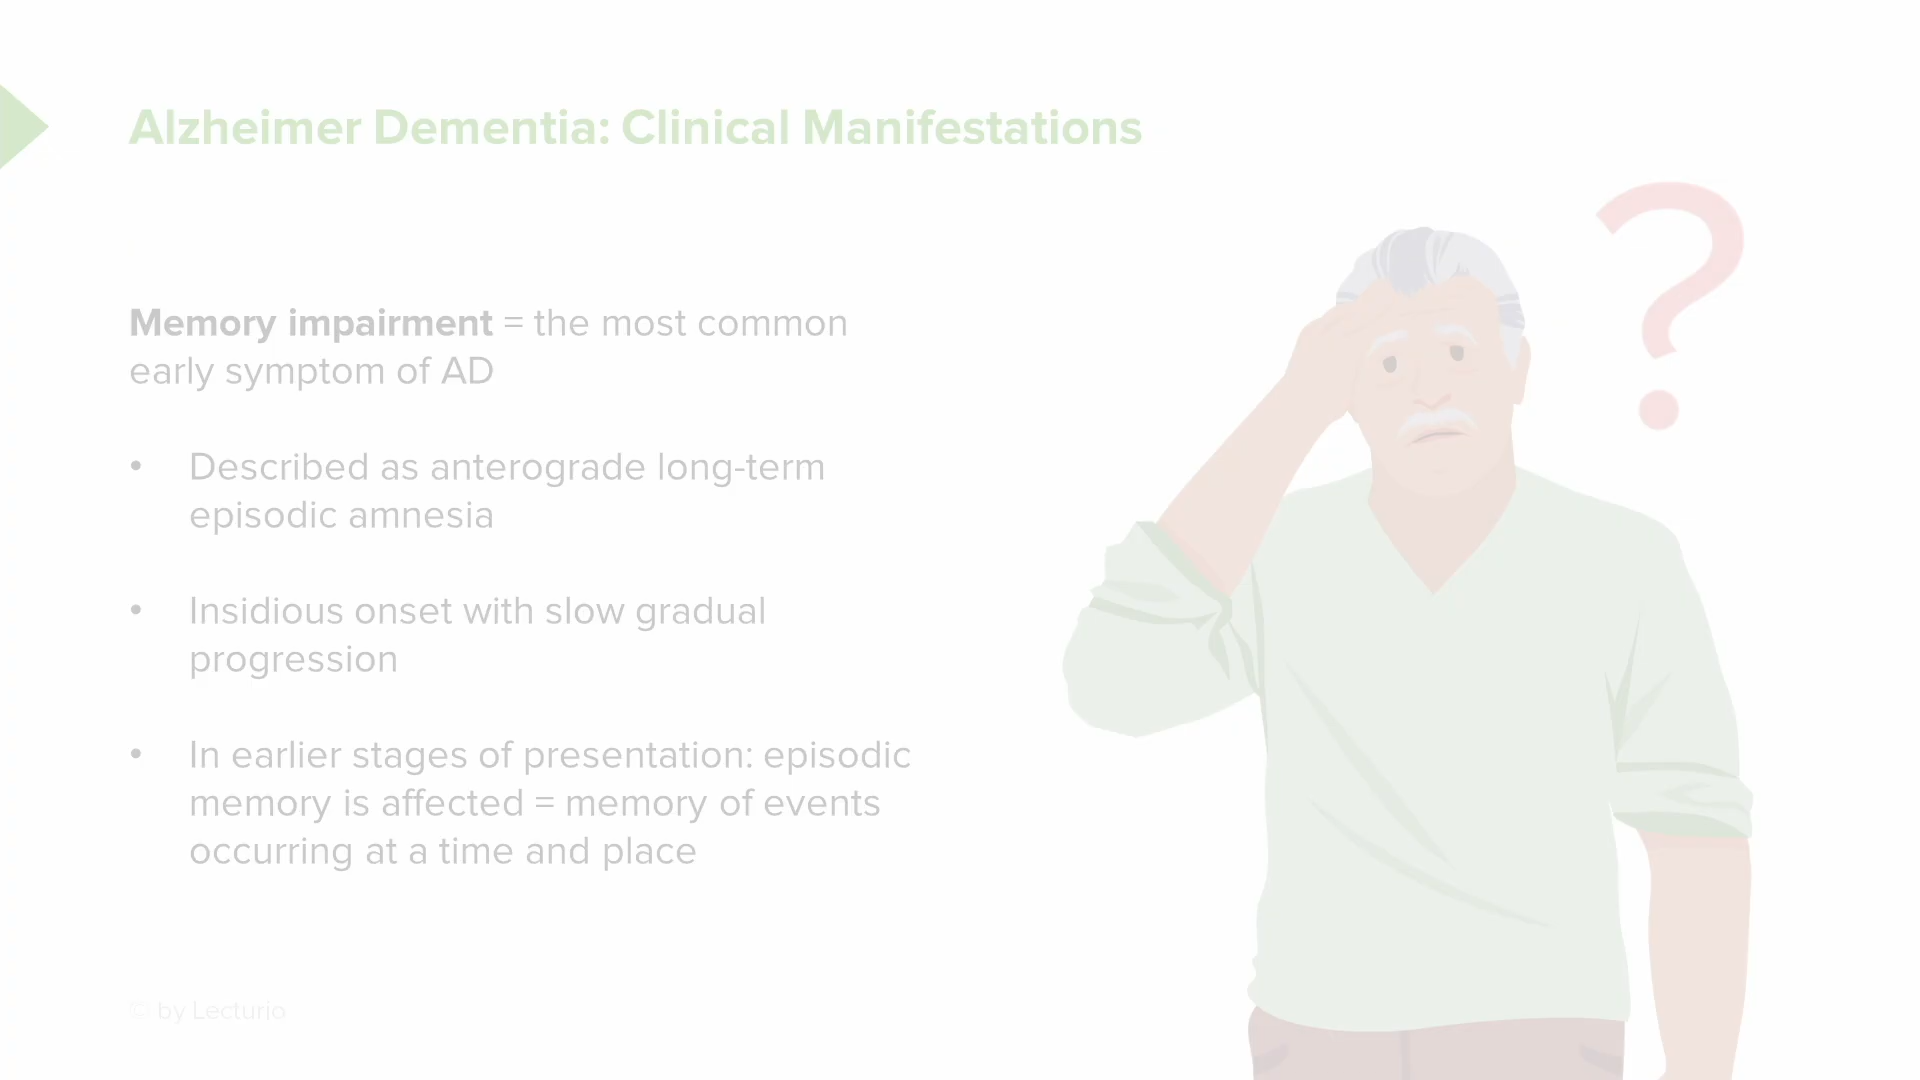 Alzheimer Dementia: Clinical Manifestations
Memory impairment = the most common
early symptom of AD
• Described as anterograde long-term
episodic amnesia
• Insidious onset with slow gradual
progression
• In earlier stages of presentation: episodic
memory is affected = memory of events
occurring at a time and place
?
© by Lecturio